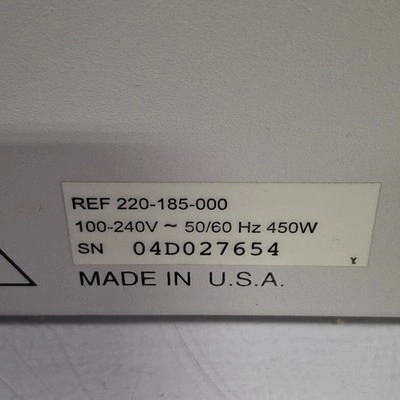 REF 220-185-000
100-240V ~ 50/60 Hz 450W
SN 04D027654
Y
MADE IN U.S.A.